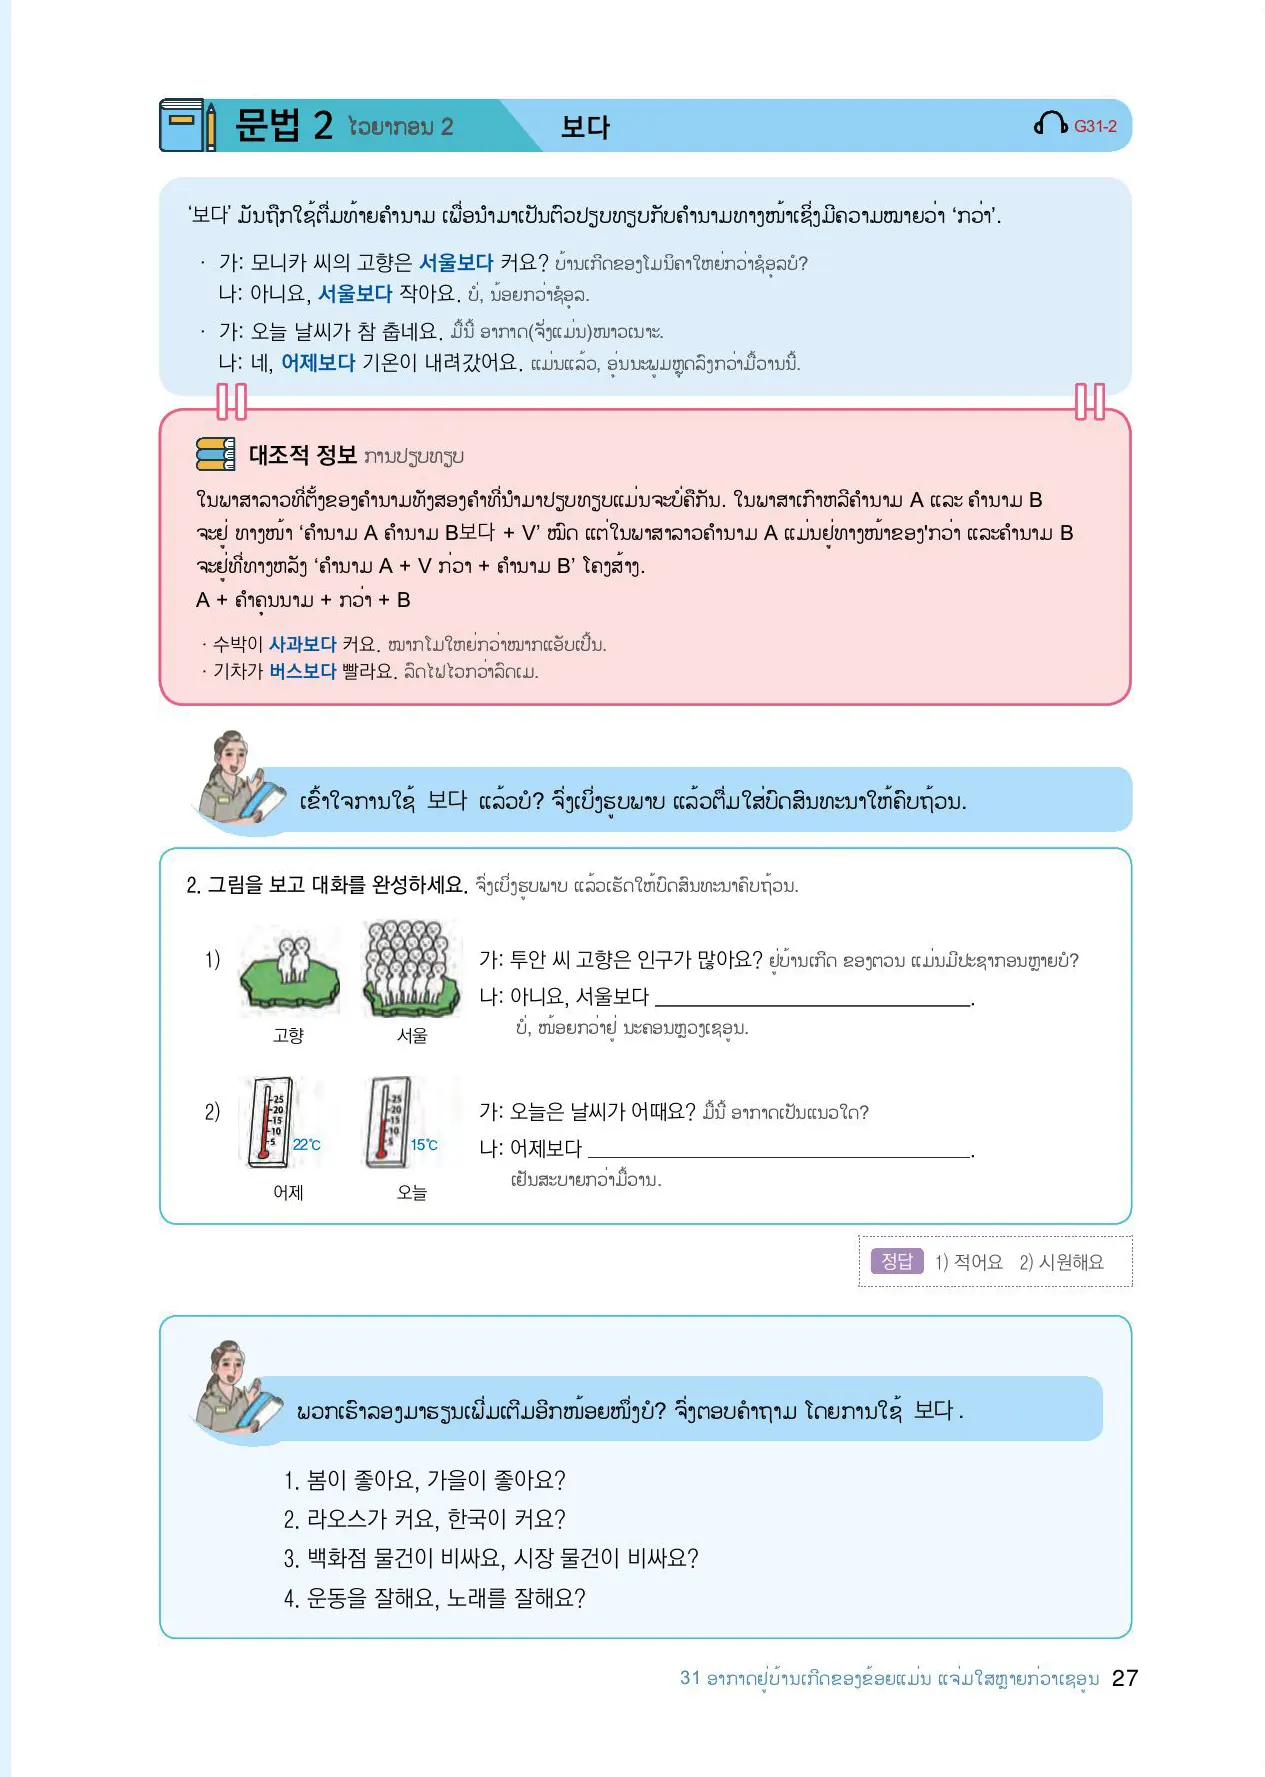 문법 2 ໄວຍາກອນ 2 보다 G31-2
‘보다’ ມັນຖືກໃຊ້ຕື່ມທ້າຍຄຳນາມ ເພື່ອນຳມາເປັນຕົວປຽບທຽບກັບຄຳນາມທາງໜ້າເຊິ່ງມີຄວາມໝາຍວ່າ ‘ກວ່າ’.
· 가: 모니카 씨의 고향은 서울보다 커요? ບ້ານເກີດຂອງໂມນິຄາໃຫຍ່ກວ່າຊໍອຸລບໍ?
나: 아니요, 서울보다 작아요. ບໍ່, ນ້ອຍກວ່າຊໍອຸລ.
· 가: 오늘 날씨가 참 춥네요. ມື້ນີ້ ອາກາດ(ຈັ່ງແມ່ນ)ໜາວເນາະ.
나: 네, 어제보다 기온이 내려갔어요. ແມ່ນແລ້ວ, ອຸ່ນນະພູມຫຼຸດລົງກວ່າມື້ວານນີ້.
대조적 정보 ການປຽບທຽບ
ໃນພາສາລາວທີ່ຕັ້ງຂອງຄຳນາມທັງສອງຄຳທີ່ນຳມາປຽບທຽບແມ່ນຈະບໍ່ຄືກັນ. ໃນພາສາເກົາຫລີຄຳນາມ A ແລະ ຄຳນາມ B
ຈະຢູ່ ທາງໜ້າ ‘ຄຳນາມ A ຄຳນາມ B보다 + V’ ໝົດ ແຕ່ໃນພາສາລາວຄຳນາມ A ແມ່ນຢູ່ທາງໜ້າຂອງ'ກວ່າ ແລະຄຳນາມ B
ຈະຢູ່ທີ່ທາງຫລັງ ‘ຄຳນາມ A + V ກ່ວາ + ຄຳນາມ B’ ໂຄງສ້າງ.
A + ຄຳຄຸນນາມ + ກວ່າ + B
· 수박이 사과보다 커요. ໝາກໂມໃຫຍ່ກວ່າໝາກແອັບເປິ້ນ.
· 기차가 버스보다 빨라요. ລົດໄຟໄວກວ່າລົດເມ.
ເຂົ້າໃຈການໃຊ້ 보다 ແລ້ວບໍ? ຈົ່ງເບິ່ງຮູບພາບ ແລ້ວຕື່ມໃສ່ບົດສົນທະນາໃຫ້ຄົບຖ້ວນ.
2. 그림을 보고 대화를 완성하세요. ຈົ່ງເບິ່ງຮູບພາບ ແລ້ວເຮັດໃຫ້ບົດສົນທະນາຄົບຖ້ວນ.
1)
고향
서울
가: 투안 씨 고향은 인구가 많아요? ຢູ່ບ້ານເກີດ ຂອງຕວນ ແມ່ນມີປະຊາກອນຫຼາຍບໍ?
나: 아니요, 서울보다 ______________.
ບໍ່, ໜ້ອຍກວ່າຢູ່ ນະຄອນຫຼວງເຊອູນ.
2)
25
20
15
10
5
22℃
어제
25
20
15
10
5
15℃
오늘
가: 오늘은 날씨가 어때요? ມື້ນີ້ ອາກາດເປັນແນວໃດ?
나: 어제보다 ______________.
ເຢັນສະບາຍກວ່າມື້ວານ.
정답 1) 적어요 2) 시원해요
ພວກເຮົາລອງມາຮຽນເພີ່ມເຕີມອີກໜ້ອຍໜຶ່ງບໍ? ຈົ່ງຕອບຄຳຖາມ ໂດຍການໃຊ້ 보다 .
1. 봄이 좋아요, 가을이 좋아요?
2. 라오스가 커요, 한국이 커요?
3. 백화점 물건이 비싸요, 시장 물건이 비싸요?
4. 운동을 잘해요, 노래를 잘해요?
31 ອາກາດຢູ່ບ້ານເກີດຂອງຂ້ອຍແມ່ນ ແຈ່ມໃສຫຼາຍກ່ວາເຊອູນ 27